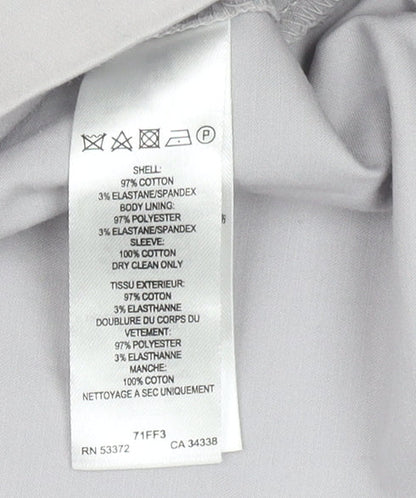 P
SHELL:
97% COTTON
3% ELASTANE/SPANDEX
BODY LINING:
97% POLYESTER
3% ELASTANE/SPANDEX
SLEEVE:
100% COTTON
DRY CLEAN ONLY
TISSU EXTERIEUR:
97% COTON
3% ELASTHANNE
DOUBLURE DU CORPS DU
VETEMENT:
97% POLYESTER
3% ELASTHANNE
MANCHE:
100% COTON
NETTOYAGE À SEC UNIQUEMENT
71FF3
RN 53372 CA 34338